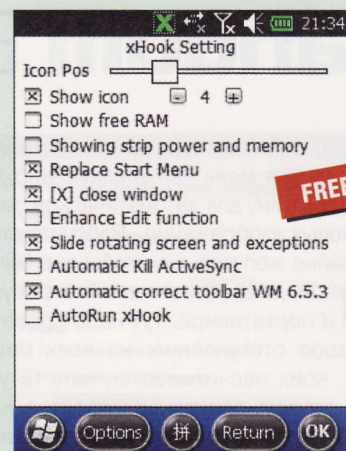 21:34
xHook Setting
Icon Pos
Show icon - 4 +
Show free RAM
Showing strip power and memory
Replace Start Menu
[X] close window
FREE
Enhance Edit function
Slide rotating screen and exceptions
Automatic Kill ActiveSync
Automatic correct toolbar WM 6.5.3
AutoRun xHook
Options 拼 Return OK